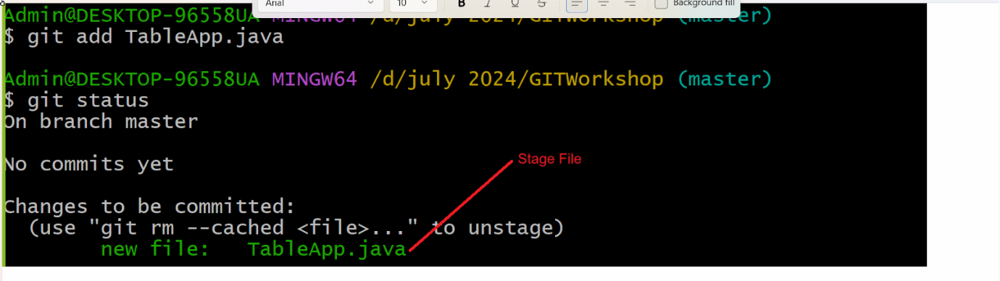 Arial 10 B I U S Background fill
Admin@DESKTOP-96558UA MINGW64 /d/july 2024/GITWorkshop (master)
$ git add TableApp.java
Admin@DESKTOP-96558UA MINGW64 /d/july 2024/GITWorkshop (master)
$ git status
On branch master
Stage File
No commits yet
Changes to be committed:
(use "git rm --cached <file>..." to unstage)
new file: TableApp.java